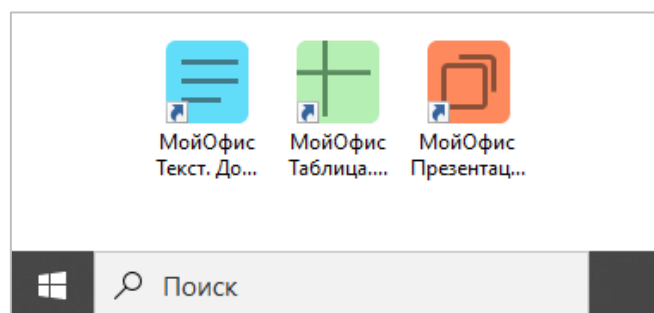 МойОфис Текст. До...
МойОфис Таблица....
МойОфис Презентац...
Поиск